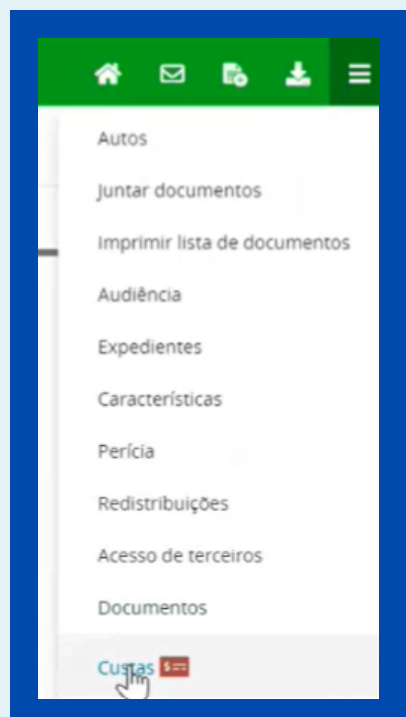 Autos
Juntar documentos
Imprimir lista de documentos
Audiência
Expedientes
Características
Perícia
Redistribuições
Acesso de terceiros
Documentos
Custas